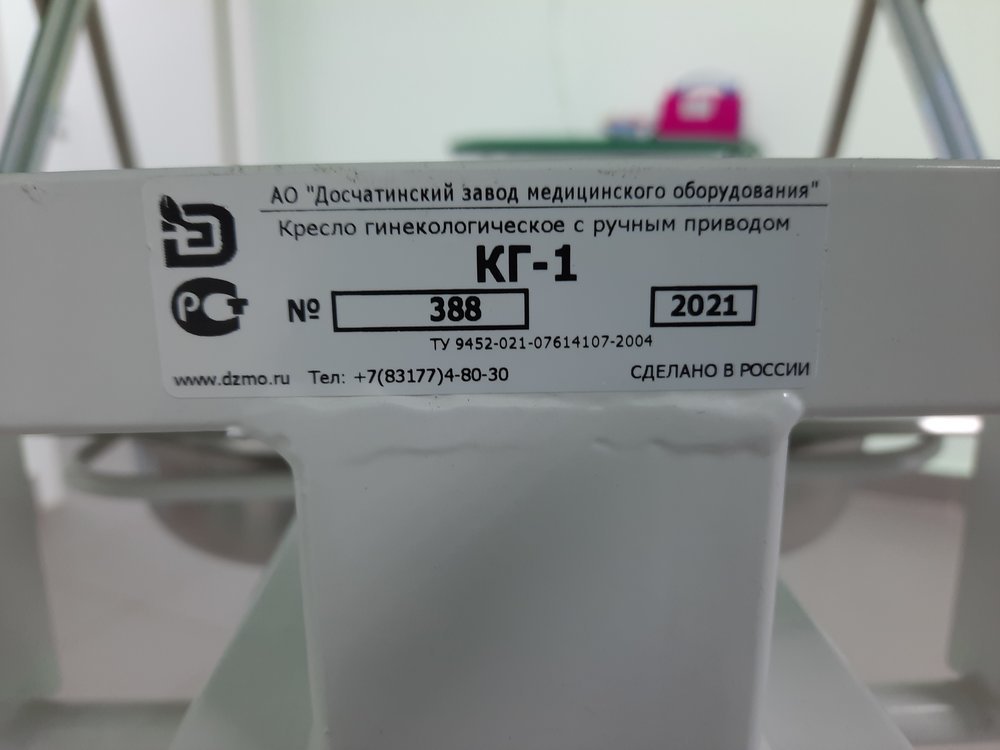 АО "Досчатинский завод медицинского оборудования"
Кресло гинекологическое с ручным приводом
КГ-1
№ 388 2021
ТУ 9452-021-07614107-2004
www.dzmo.ru Тел: +7(83177)4-80-30 СДЕЛАНО В РОССИИ